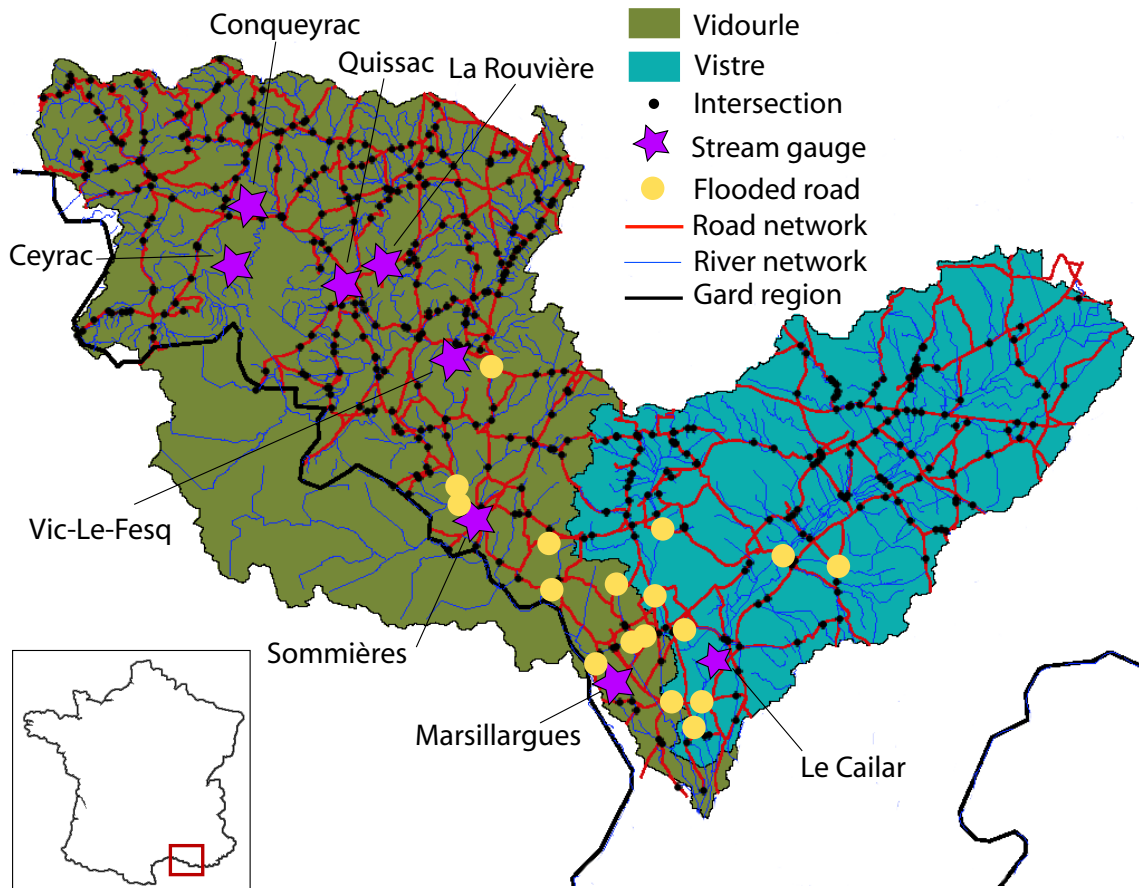 Conqueyrac
Quissac
La Rouvière
Ceyrac
Vic-Le-Fesq
Sommières
Marsillargues
Le Cailar
Vidourle
Vistre
Intersection
Stream gauge
Flooded road
Road network
River network
Gard region